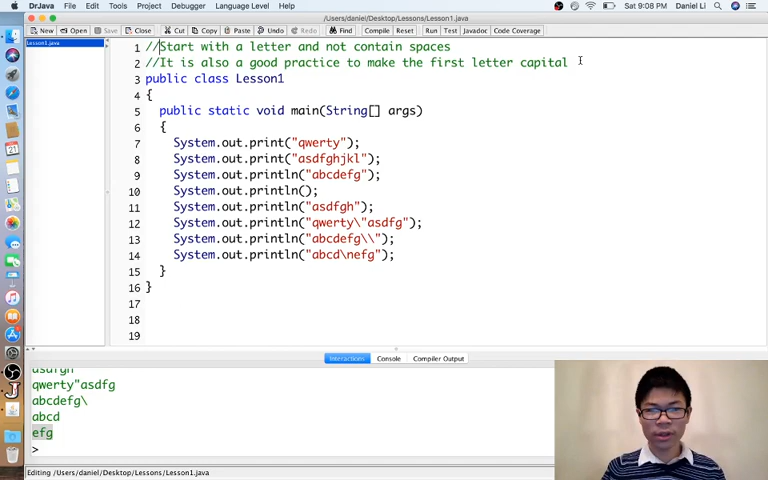 DrJava File Edit Tools Project Debugger Language Level Help
Sat 9:08 PM Daniel Li
/Users/daniel/Desktop/Lessons/Lesson1.java
New Open Save Close Cut Copy Paste Undo Redo Find Compile Reset Run Test Javadoc Code Coverage
Lesson1.java
1 //Start with a letter and not contain spaces
2 //It is also a good practice to make the first letter capital
3 public class Lesson1
4 {
5 public static void main(String[] args)
6 {
7 System.out.print("qwerty");
8 System.out.print("asdfghjkl");
9 System.out.println("abcdefg");
10 System.out.println();
11 System.out.println("asdfgh");
12 System.out.println("qwerty\"asdfg");
13 System.out.println("abcdefg\\");
14 System.out.println("abcd\nefg");
15 }
16 }
17
18
19
Interactions Console Compiler Output
asdfgh
qwerty"asdfg
abcdefg\
abcd
efg
>
Editing /Users/daniel/Desktop/Lessons/Lesson1.java